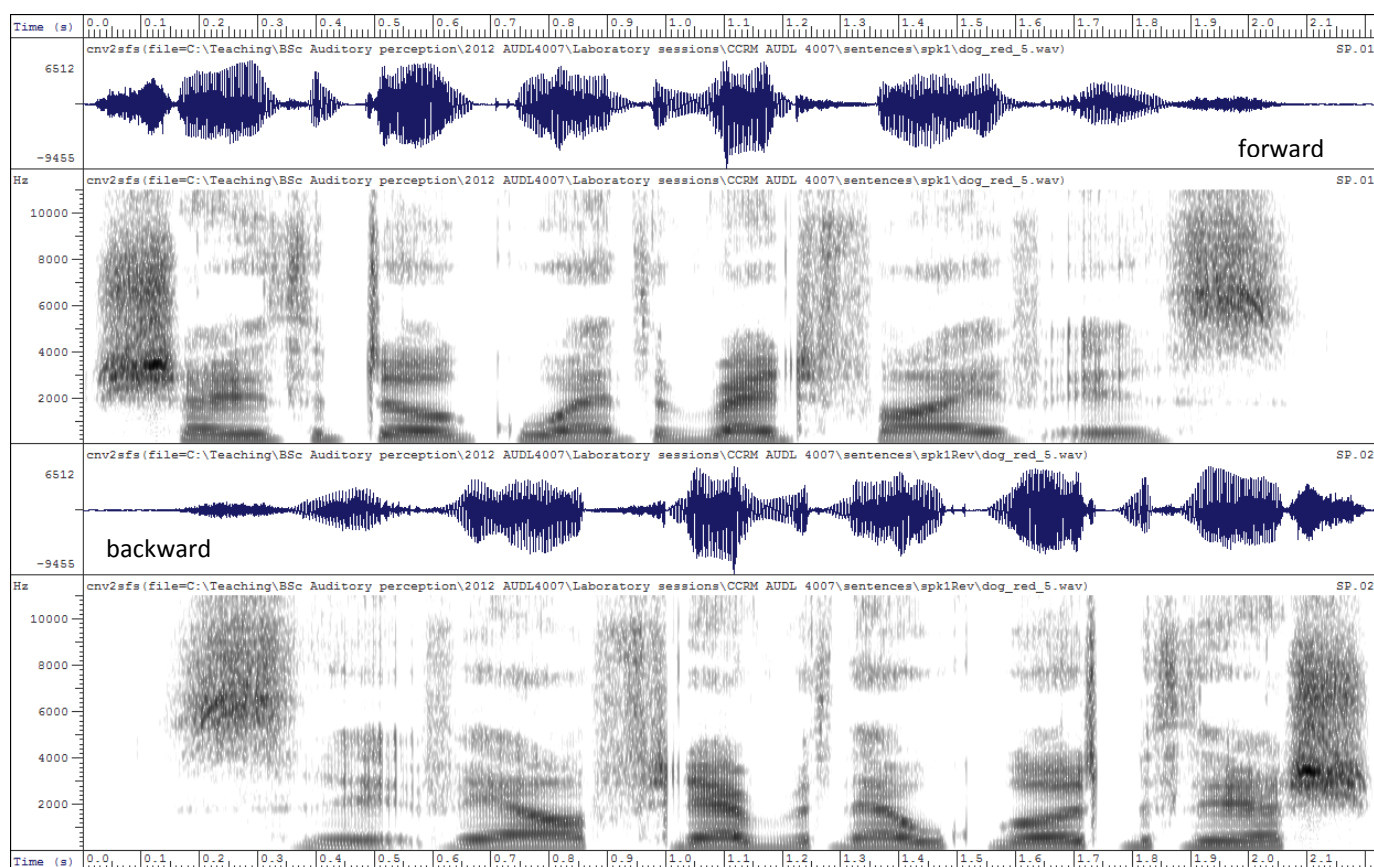 Time (s) 0.0 0.1 0.2 0.3 0.4 0.5 0.6 0.7 0.8 0.9 1.0 1.1 1.2 1.3 1.4 1.5 1.6 1.7 1.8 1.9 2.0 2.1
cnv2sfs(file=C:\Teaching\BSc Auditory perception\2012 AUDL4007\Laboratory sessions\CCRM AUDL 4007\sentences\spk1\dog_red_5.wav) SP.01
6512
forward
-9455
Hz cnv2sfs(file=C:\Teaching\BSc Auditory perception\2012 AUDL4007\Laboratory sessions\CCRM AUDL 4007\sentences\spk1\dog_red_5.wav) SP.01
10000
8000
6000
4000
2000
cnv2sfs(file=C:\Teaching\BSc Auditory perception\2012 AUDL4007\Laboratory sessions\CCRM AUDL 4007\sentences\spk1Rev\dog_red_5.wav) SP.02
6512
backward
-9455
Hz cnv2sfs(file=C:\Teaching\BSc Auditory perception\2012 AUDL4007\Laboratory sessions\CCRM AUDL 4007\sentences\spk1Rev\dog_red_5.wav) SP.02
10000
8000
6000
4000
2000
Time (s) 0.0 0.1 0.2 0.3 0.4 0.5 0.6 0.7 0.8 0.9 1.0 1.1 1.2 1.3 1.4 1.5 1.6 1.7 1.8 1.9 2.0 2.1